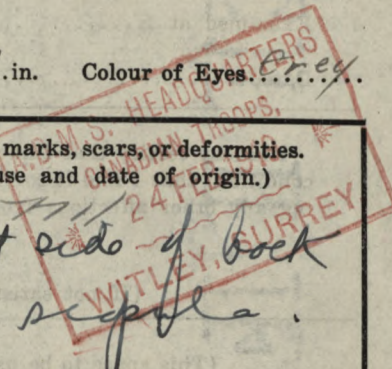 .in. Colour of Eyes Grey
A.D.M.S. HEADQUARTERS
CANADIAN TROOPS,
marks, scars, or deformities.
use and date of origin.)
24 FEB
t side of back
WITLEY, SURREY